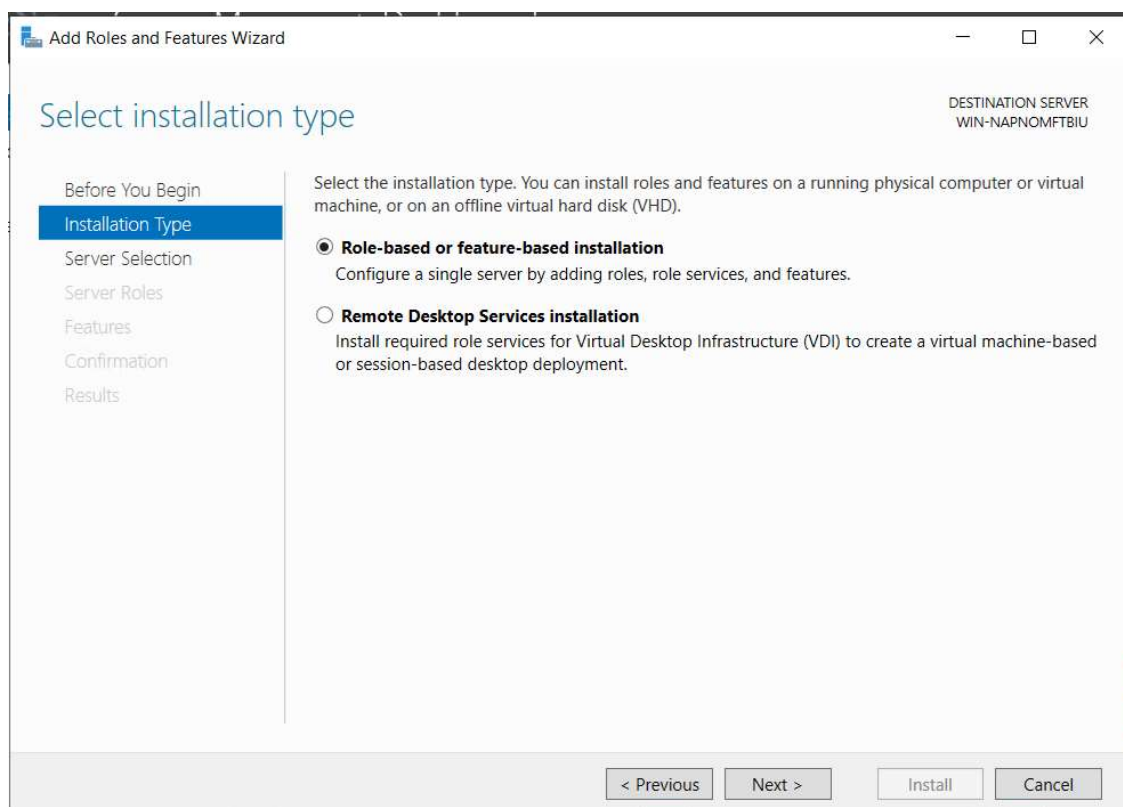 Add Roles and Features Wizard
Select installation type
DESTINATION SERVER
WIN-NAPNOMFTBIU
Before You Begin
Installation Type
Server Selection
Server Roles
Features
Confirmation
Results
Select the installation type. You can install roles and features on a running physical computer or virtual
machine, or on an offline virtual hard disk (VHD).
Role-based or feature-based installation
Configure a single server by adding roles, role services, and features.
Remote Desktop Services installation
Install required role services for Virtual Desktop Infrastructure (VDI) to create a virtual machine-based
or session-based desktop deployment.
< Previous
Next >
Install
Cancel